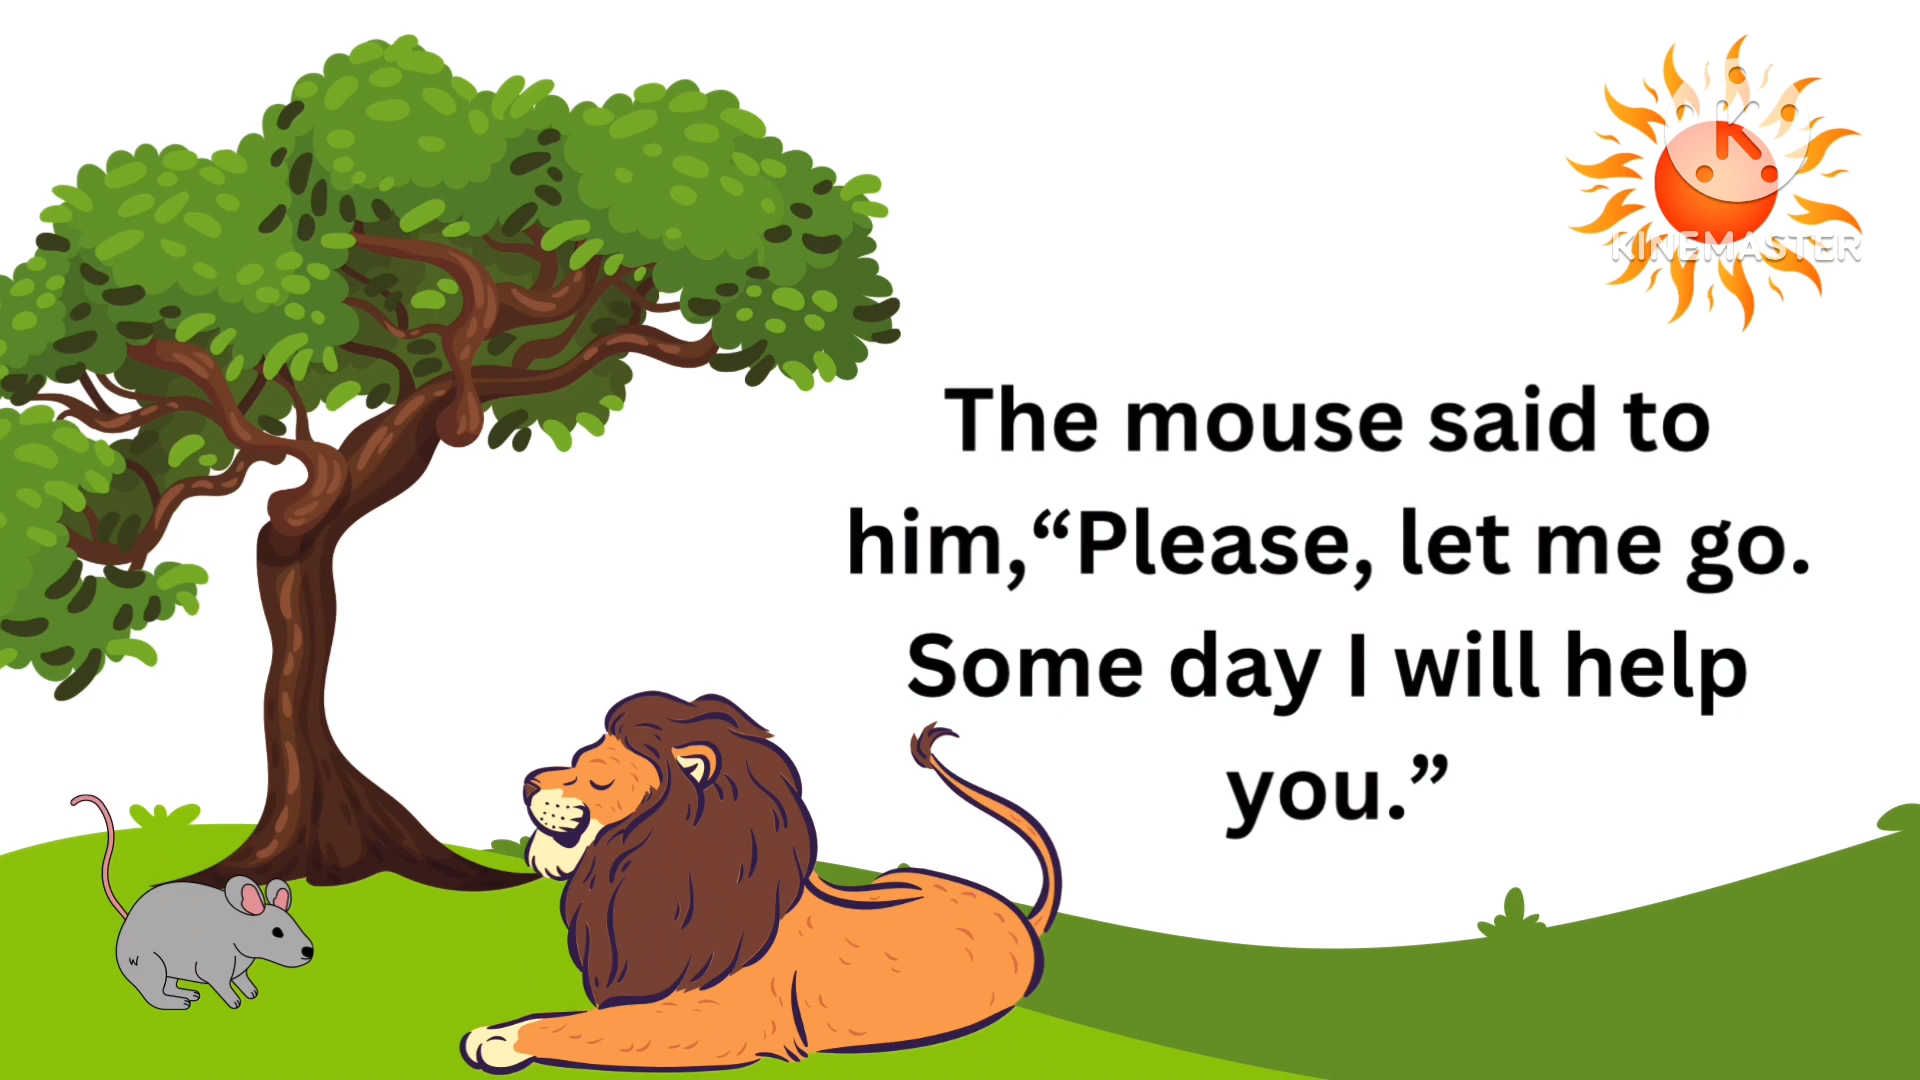 K
KINEMASTER
The mouse said to
him,“Please, let me go.
Some day I will help
you.”